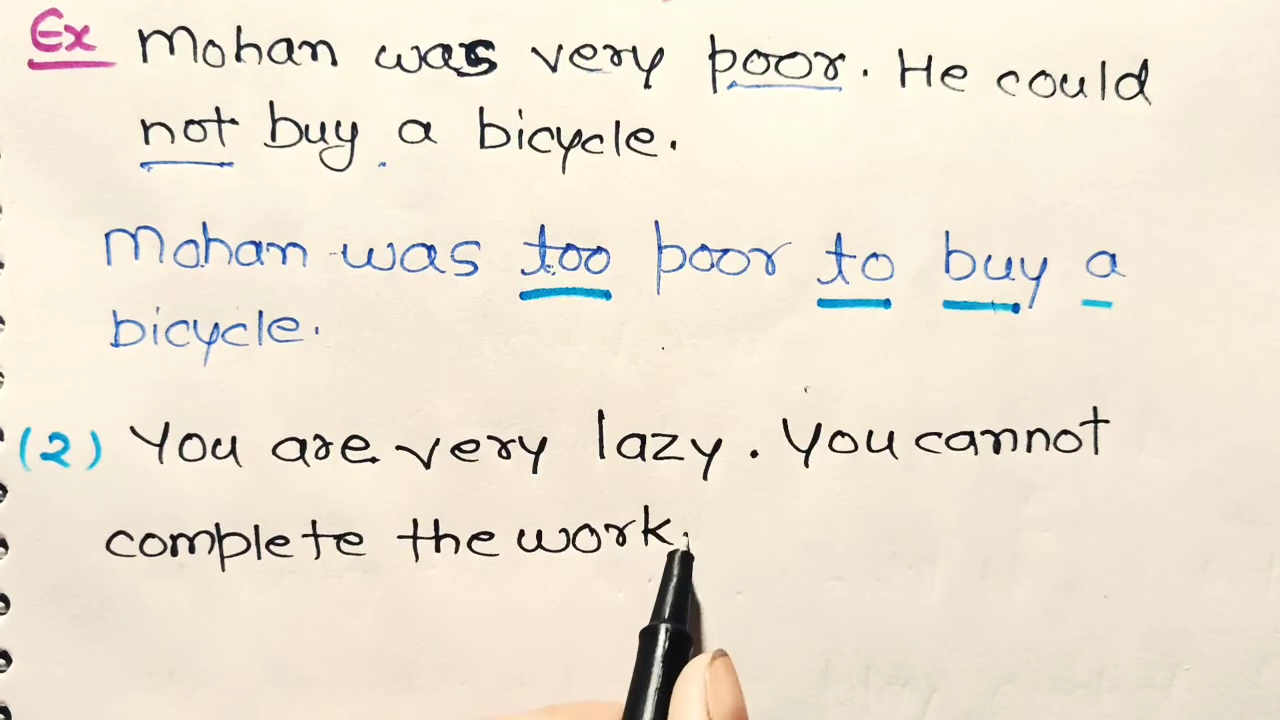 Ex Mohan was very poor. He could
not buy a bicycle.
Mohan was too poor to buy a
bicycle.
(2) You are very lazy. You cannot
complete the work.